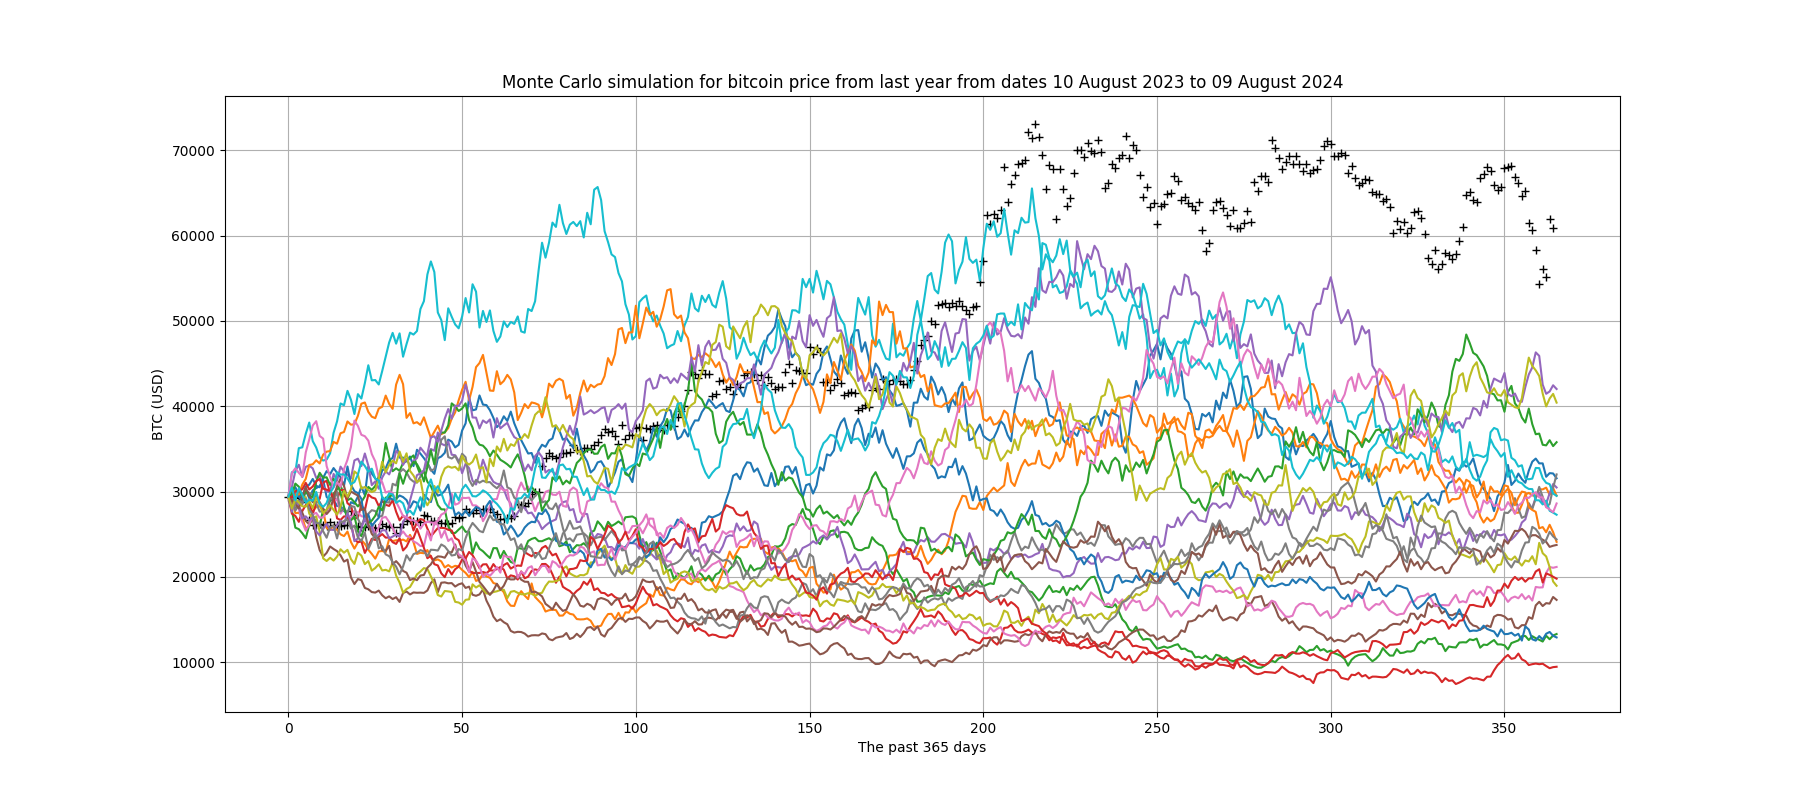 Monte Carlo simulation for bitcoin price from last year from dates 10 August 2023 to 09 August 2024
70000
60000
50000
40000
30000
20000
10000
BTC (USD)
0 50 100 150 200 250 300 350
The past 365 days